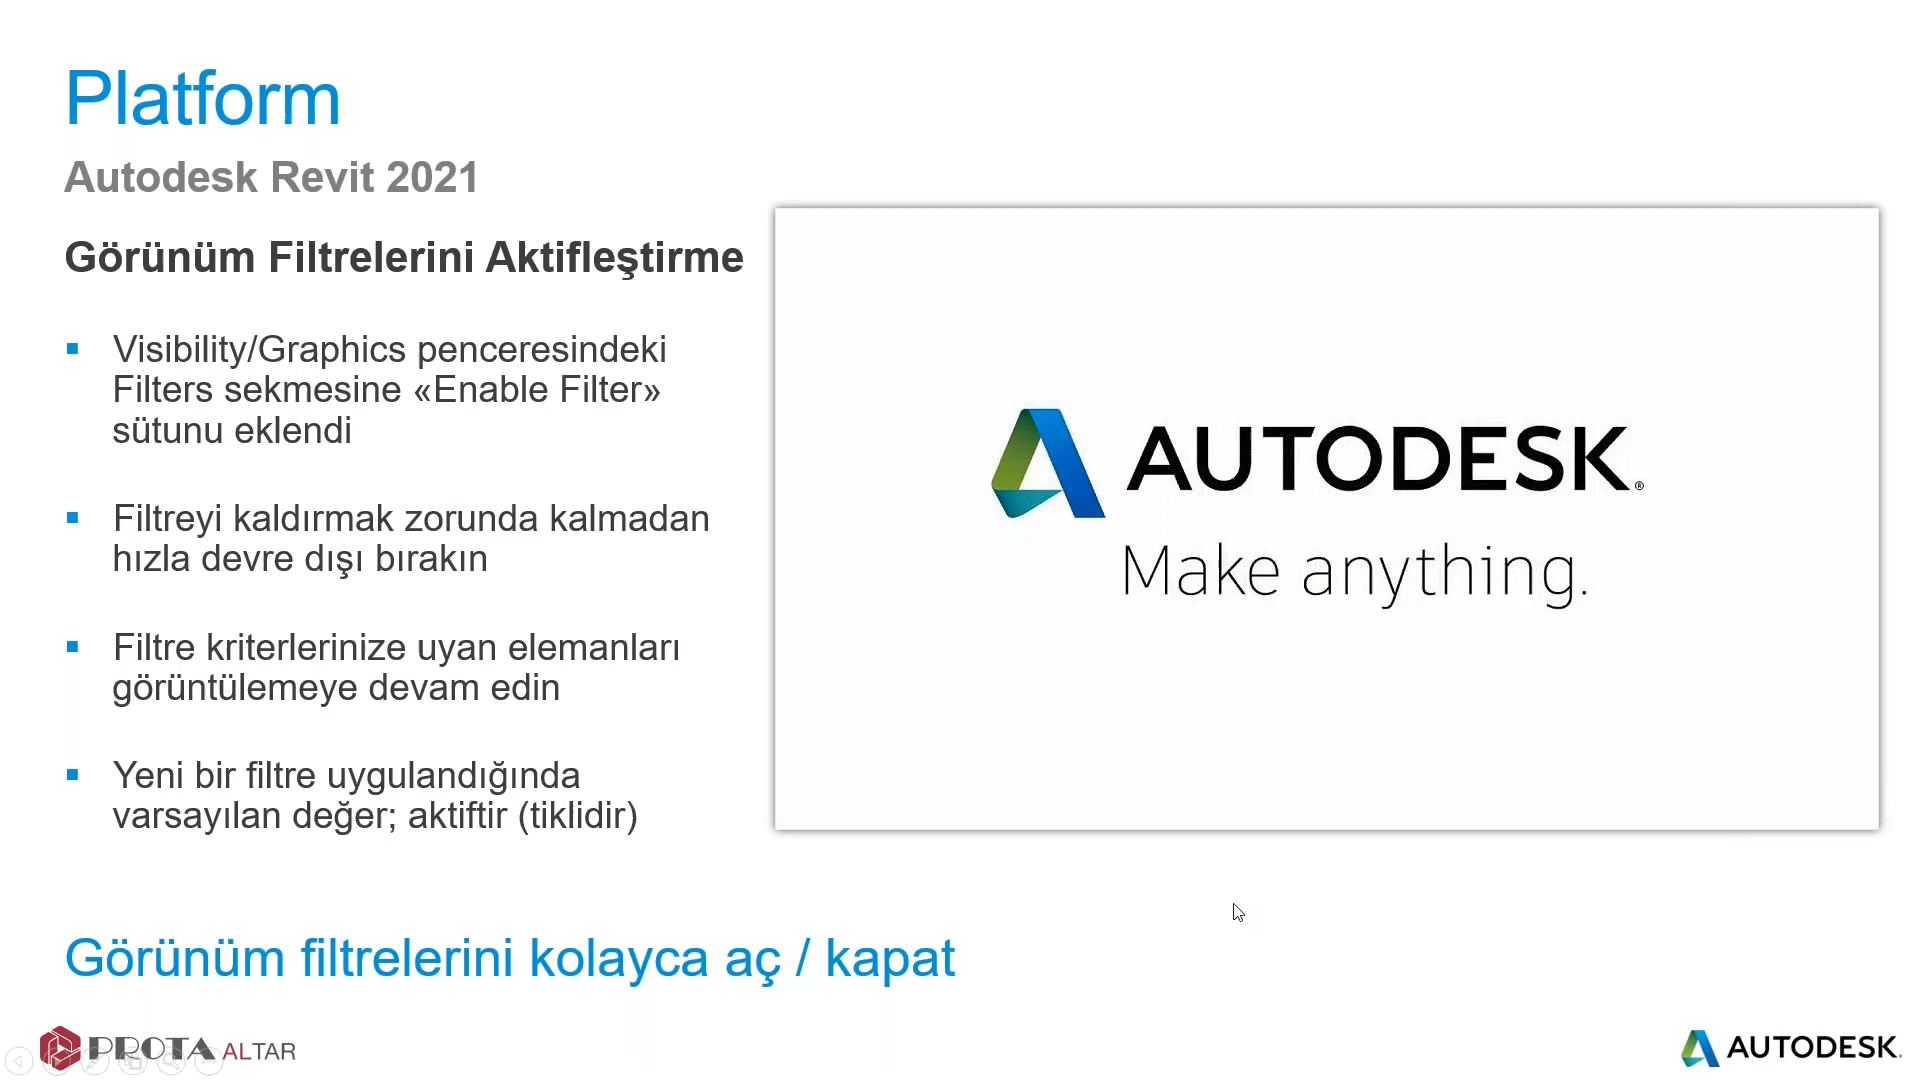 Platform
Autodesk Revit 2021
Görünüm Filtrelerini Aktifleştirme
Visibility/Graphics penceresindeki
Filters sekmesine «Enable Filter»
sütunu eklendi
Filtreyi kaldırmak zorunda kalmadan
hızla devre dışı bırakın
Filtre kriterlerinize uyan elemanları
görüntülemeye devam edin
Yeni bir filtre uygulandığında
varsayılan değer; aktiftir (tiklidir)
AUTODESK®
Make anything.
Görünüm filtrelerini kolayca aç / kapat
PROTA ALTAR
AUTODESK.